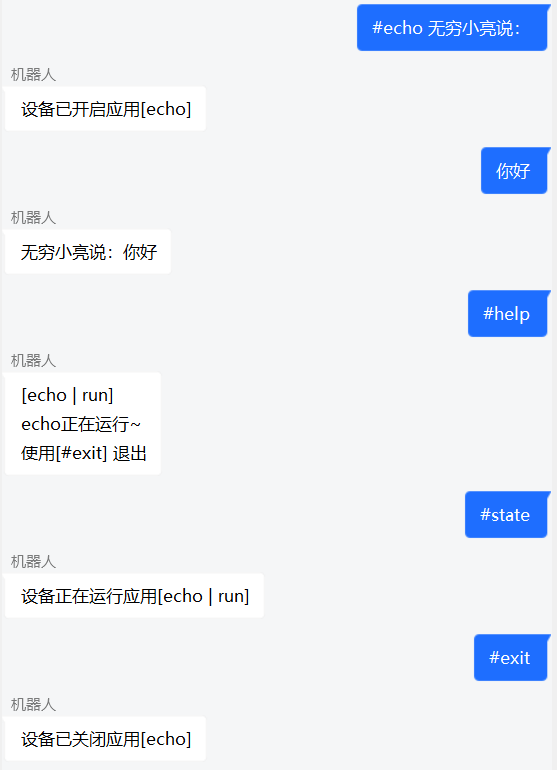 #echo 无穷小亮说：
机器人
设备已开启应用[echo]
你好
机器人
无穷小亮说：你好
#help
机器人
[echo | run]
echo正在运行~
使用[#exit] 退出
#state
机器人
设备正在运行应用[echo | run]
#exit
机器人
设备已关闭应用[echo]